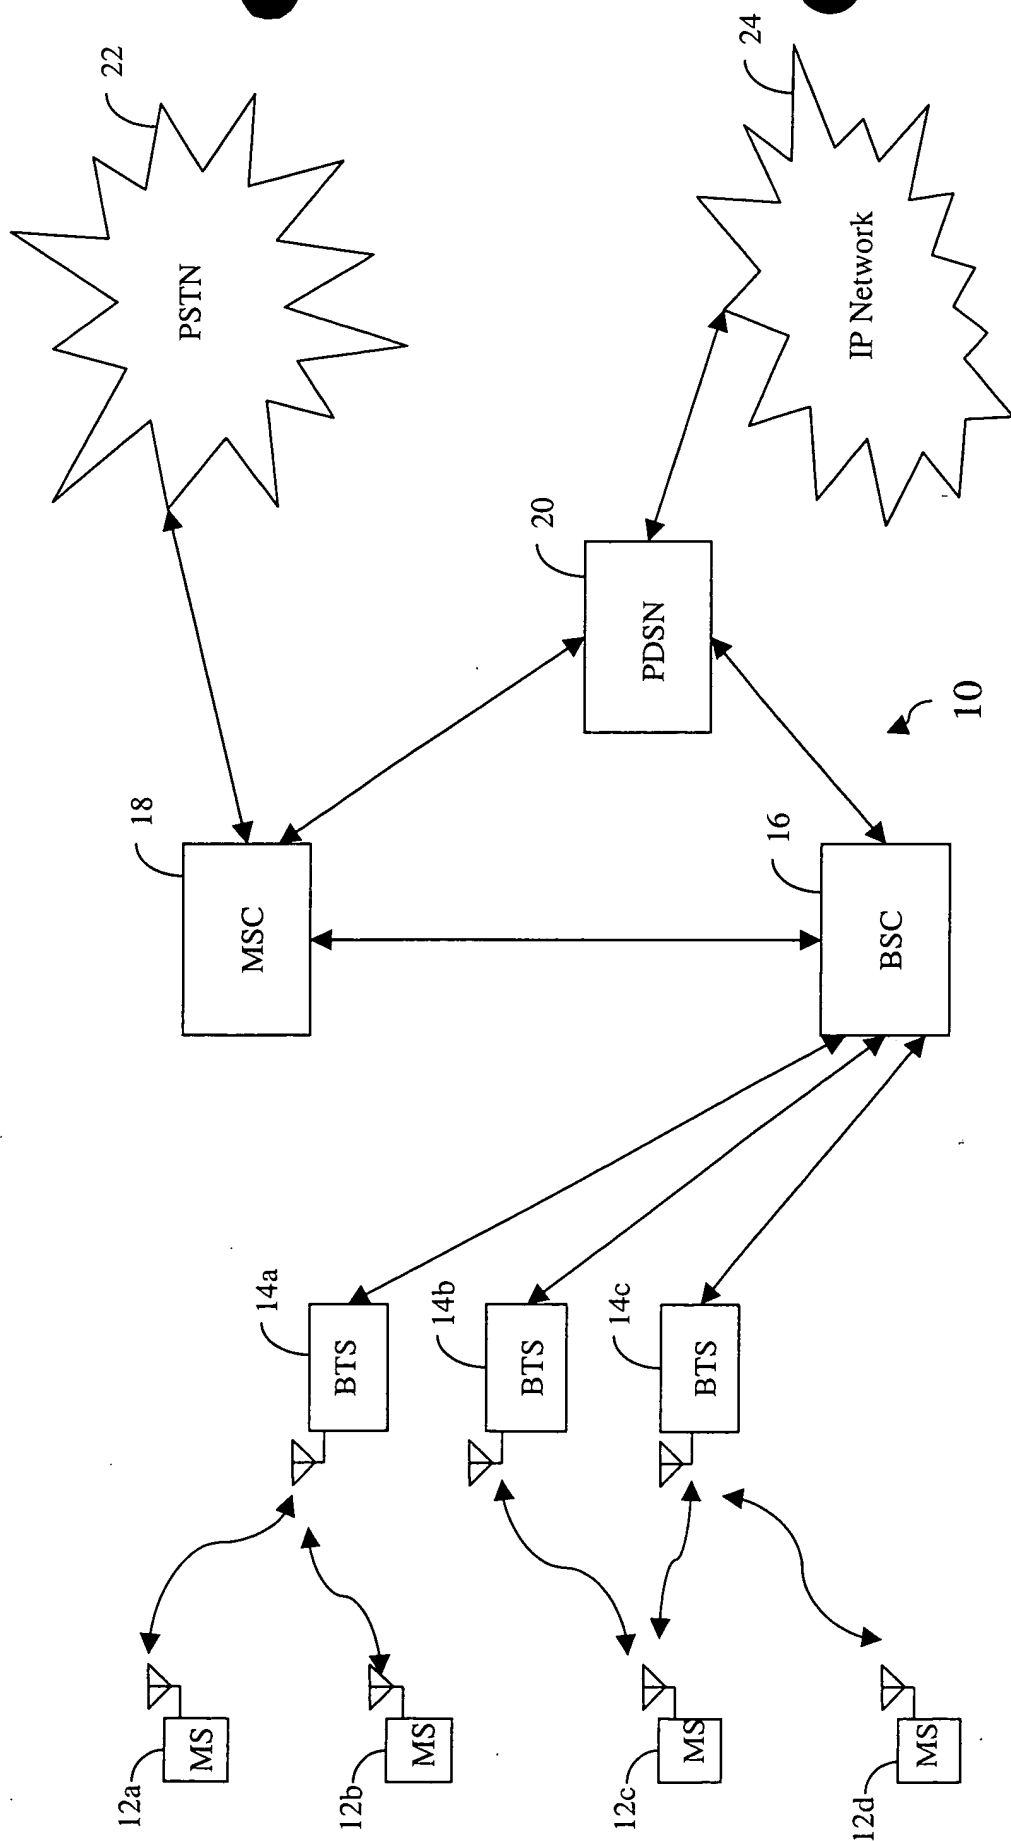 12a
MS
12b
MS
12c
MS
12d
MS
14a
BTS
14b
BTS
14c
BTS
18
MSC
16
BSC
10
20
PDSN
22
PSTN
24
IP Network